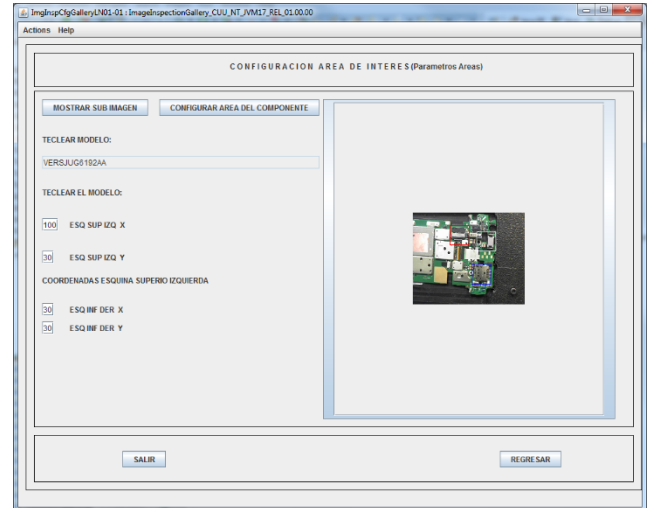 ImgInspCfgGalleryLN01-01 : ImageInspectionGallery_CUU_NT_JVM17_REL_01.00.00
Actions Help
CONFIGURACION AREA DE INTERES(Parametros Areas)
MOSTRAR SUB IMAGEN CONFIGURAR AREA DEL COMPONENTE
TECLEAR MODELO:
VERSJUG6192AA
TECLEAR EL MODELO:
100 ESQ SUP IZQ X
30 ESQ SUP IZQ Y
COORDENADAS ESQUINA SUPERIO IZQUIERDA
30 ESQ INF DER X
30 ESQ INF DER Y
SALIR REGRESAR